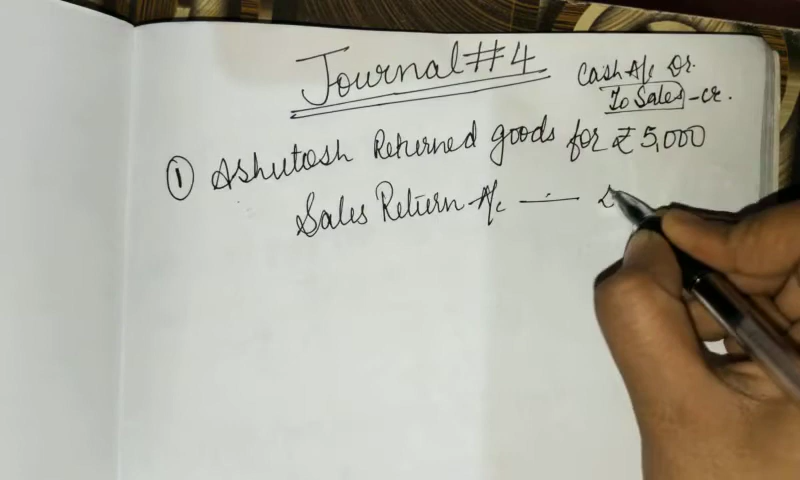 Journal #4
Cash A/c Dr.
To Sales - cr.
① Ashutosh Returned goods for ₹ 5,000
Sales Return A/c —